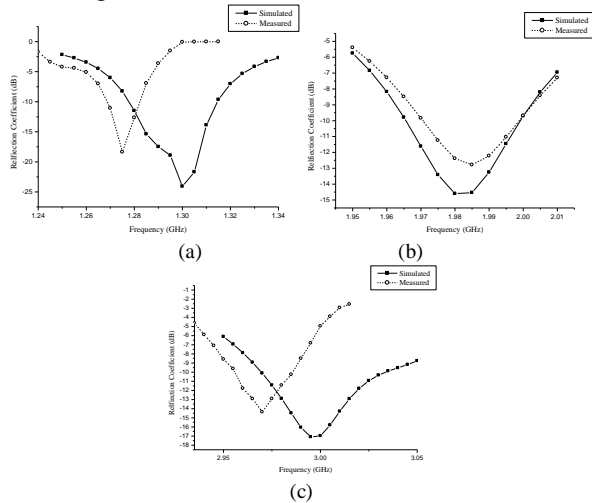 Simulated
Measured
0
-5
-10
-15
-20
-25
Relfiection Coefficient (dB)
1.24 1.26 1.28 1.30 1.32 1.34
Frequency (GHz)
(a)
Simulated
Measured
-5
-6
-7
-8
-9
-10
-11
-12
-13
-14
-15
Relfiection Coefficient (dB)
1.95 1.96 1.97 1.98 1.99 2.00 2.01
Frequency (GHz)
(b)
Simulated
Measured
-1
-2
-3
-4
-5
-6
-7
-8
-9
-10
-11
-12
-13
-14
-15
-16
-17
-18
Relfiection Coefficient (dB)
2.95 3.00 3.05
Frequency (GHz)
(c)